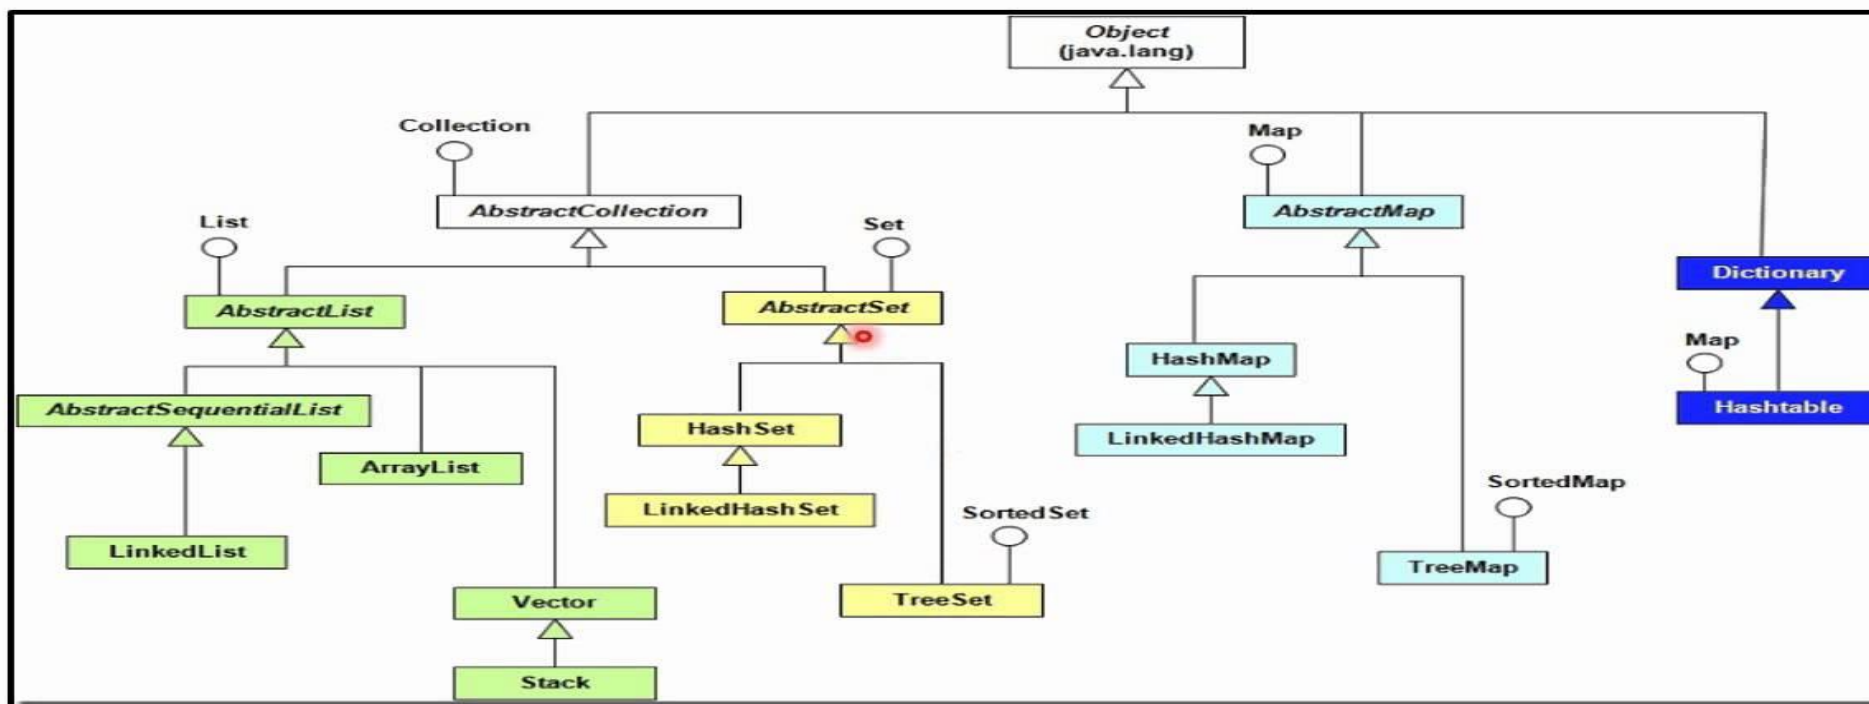 Object
(java.lang)
Collection
Map
AbstractCollection
AbstractMap
List
Set
Dictionary
AbstractList
AbstractSet
Map
HashMap
AbstractSequentialList
Hashtable
HashSet
LinkedHashMap
ArrayList
SortedMap
LinkedHashSet
SortedSet
LinkedList
TreeMap
Vector
TreeSet
Stack